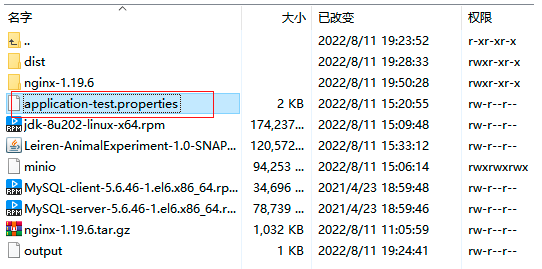 名字 大小 已改变 权限
.. 2022/8/11 19:23:52 r-xr-xr-x
dist 2022/8/11 19:28:33 rwxr-xr-x
nginx-1.19.6 2022/8/11 19:50:28 rwxr-xr-x
application-test.properties 2 KB 2022/8/11 15:20:55 rw-r--r--
RPM jdk-8u202-linux-x64.rpm 174,237... 2022/8/11 15:09:48 rw-r--r--
Leiren-AnimalExperiment-1.0-SNAP... 120,572... 2022/8/11 15:33:12 rw-r--r--
minio 94,253 ... 2022/8/11 15:06:14 rwxrwxrwx
RPM MySQL-client-5.6.46-1.el6.x86_64.rp... 34,696 ... 2021/4/23 18:59:48 rw-r--r--
RPM MySQL-server-5.6.46-1.el6.x86_64.r... 78,739 ... 2021/4/23 18:59:46 rw-r--r--
nginx-1.19.6.tar.gz 1,032 KB 2022/8/11 11:05:59 rw-r--r--
output 1 KB 2022/8/11 19:24:41 rw-r--r--